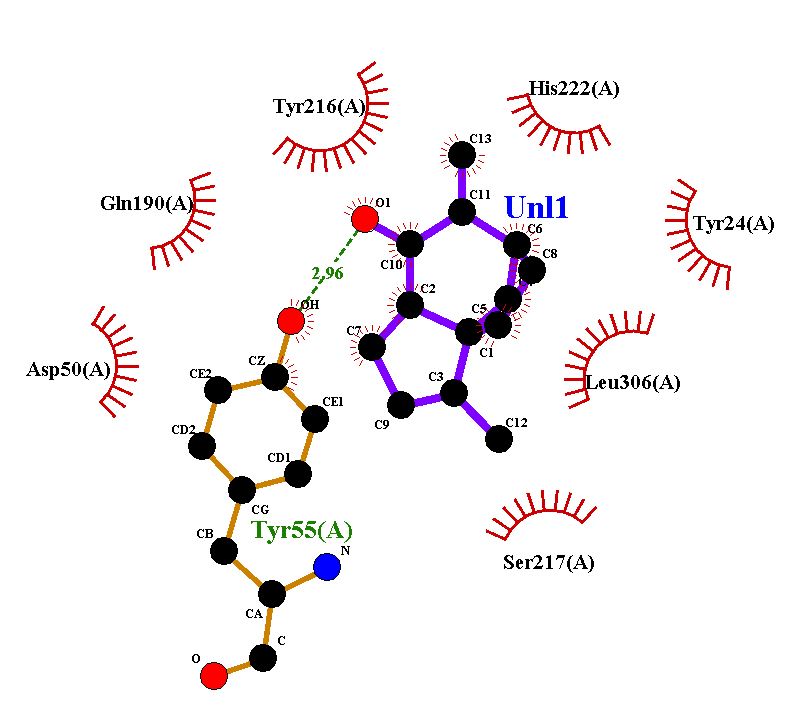 His222(A)
Tyr216(A)
C13
O1
Unl1
C11
Gln190(A)
Tyr24(A)
C6
C8
C10
2.96
C2
OH
C5
C7
C1
CZ
Asp50(A)
CE2
C3
Leu306(A)
CE1
C9
C12
CD2
CD1
CG
Tyr55(A)
CB
N
Ser217(A)
CA
C
O